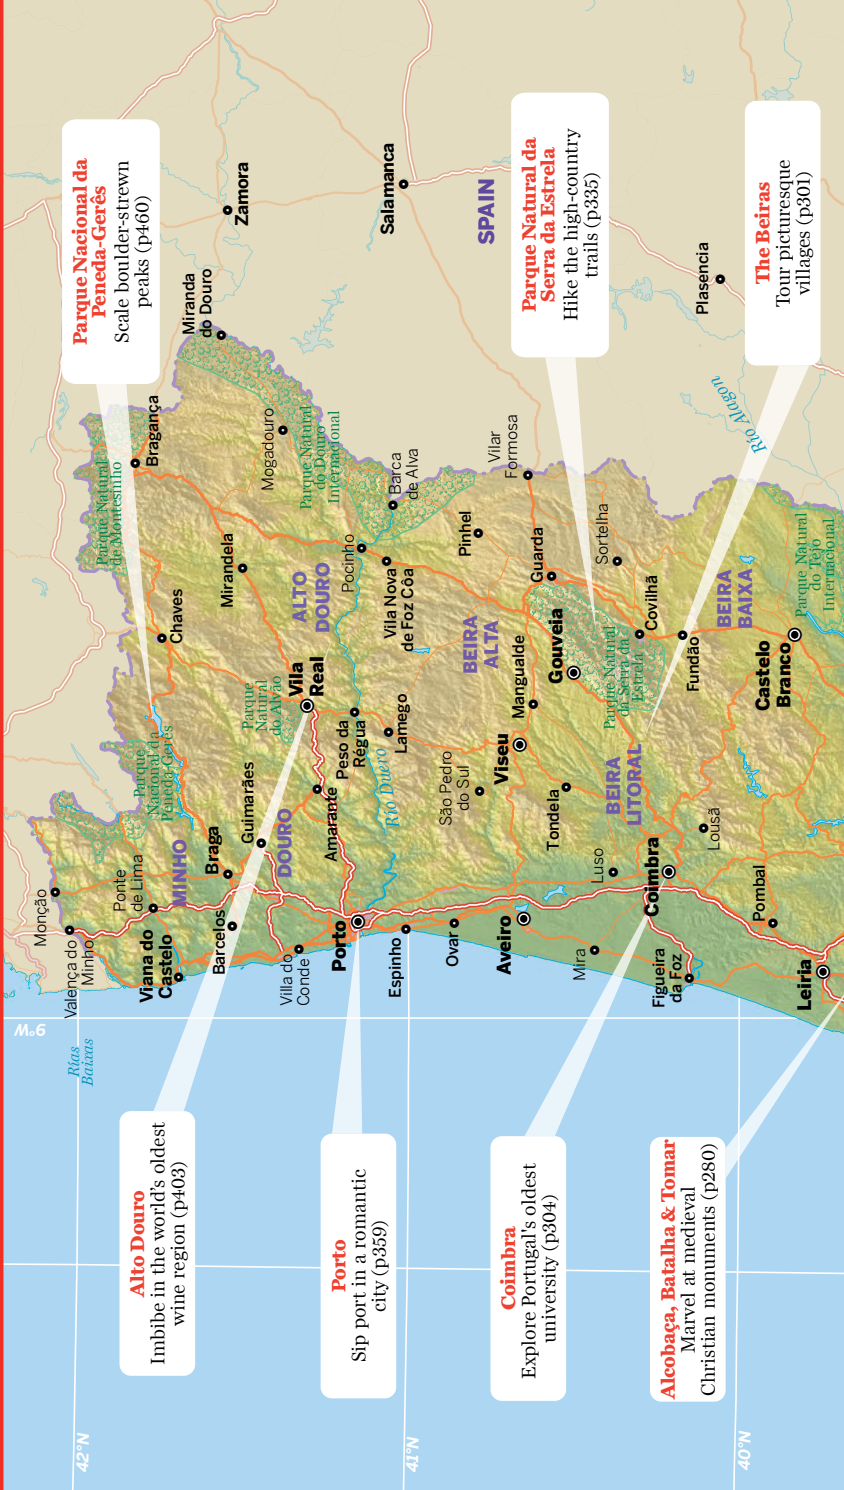 Parque Nacional da
Peneda-Gerês
Scale boulder-strewn
peaks (p460)
Parque Natural da
Serra da Estrela
Hike the high-country
trails (p335)
The Beiras
Tour picturesque
villages (p301)
Alto Douro
Imbibe in the world's oldest
wine region (p403)
Porto
Sip port in a romantic
city (p359)
Coimbra
Explore Portugal's oldest
university (p304)
Alcobaça, Batalha & Tomar
Marvel at medieval
Christian monuments (p280)
Zamora
Salamanca
SPAIN
Plasencia
Río Alagon
Miranda
do Douro
Bragança
Parque Natural
de Montesinho
Mogadouro
Parque Natural
do Douro
Internacional
Barca
de Alva
Vilar
Formosa
Chaves
Mirandela
ALTO
DOURO
Pocinho
Vila Nova
de Foz Côa
Pinhel
Guarda
Sortelha
BEIRA
ALTA
Gouveia
Covilhã
Fundão
BEIRA
BAIXA
Parque Natural
do Tejo
Internacional
Castelo
Branco
Parque Natural
da Serra da
Estrela
Mangualde
Viseu
Parque
Natural
do Alvão
Vila
Real
Peso da
Régua
Lamego
Rio Duero
São Pedro
do Sul
Tondela
BEIRA
LITORAL
Parque
Nacional da
Peneda-Gerês
Guimarães
Amarante
DOURO
MINHO
Braga
Ponte
de Lima
Monção
Valença do
Minho
Viana do
Castelo
Barcelos
Villa do
Conde
Porto
Espinho
Ovar
Aveiro
Mira
Luso
Coimbra
Lousã
Figueira
da Foz
Pombal
Leiria
Rías
Baixas
9°W
42°N
41°N
40°N